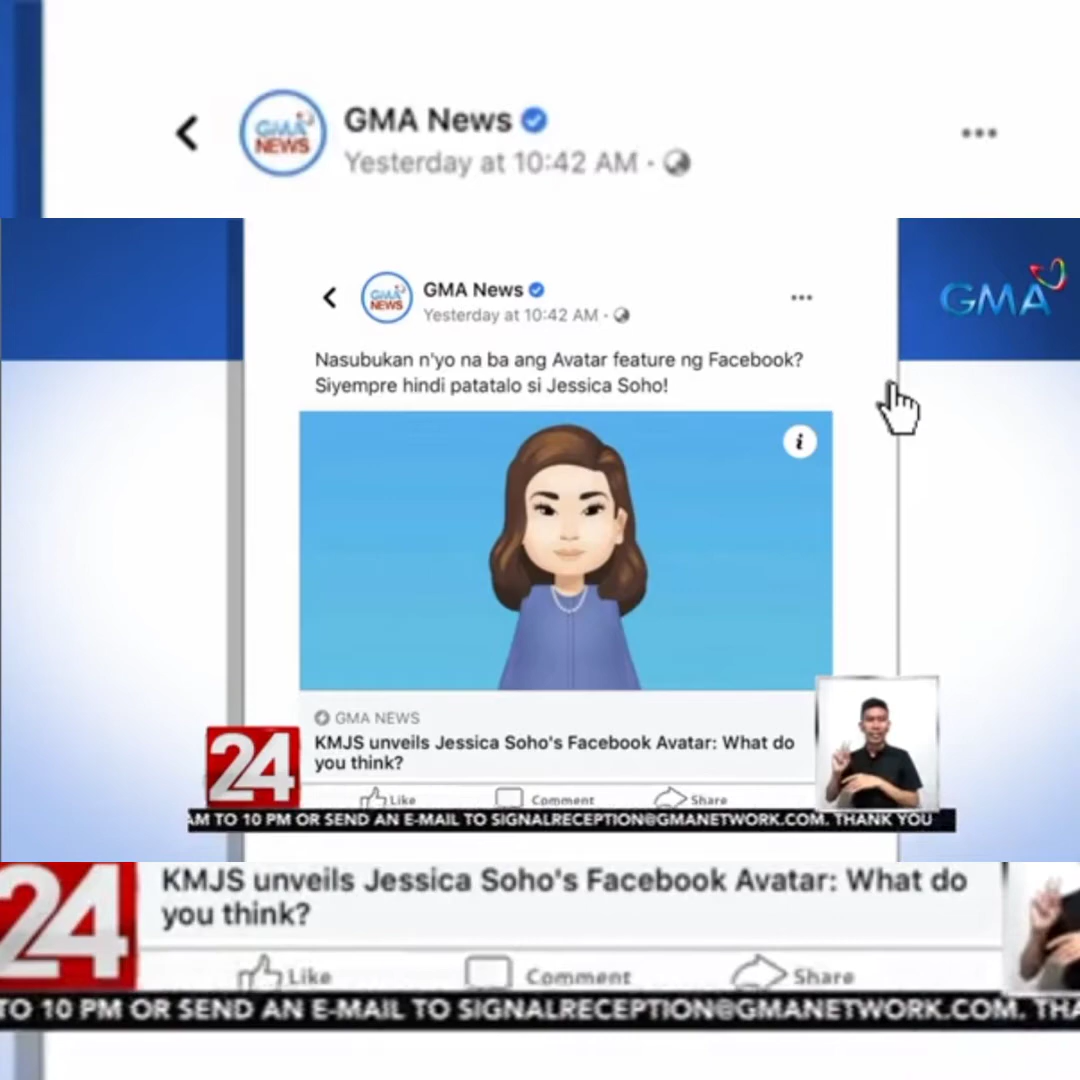 GMA NEWS
GMA News
Yesterday at 10:42 AM ·
GMA
GMA NEWS
GMA News
Yesterday at 10:42 AM ·
Nasubukan n'yo na ba ang Avatar feature ng Facebook?
Siyempre hindi patatalo si Jessica Soho!
i
GMA NEWS
KMJS unveils Jessica Soho's Facebook Avatar: What do
you think?
Like Comment Share
24
AM TO 10 PM OR SEND AN E-MAIL TO SIGNALRECEPTION@GMANETWORK.COM. THANK YOU
24
KMJS unveils Jessica Soho's Facebook Avatar: What do
you think?
Like Comment Share
TO 10 PM OR SEND AN E-MAIL TO SIGNALRECEPTION@GMANETWORK.COM. THA